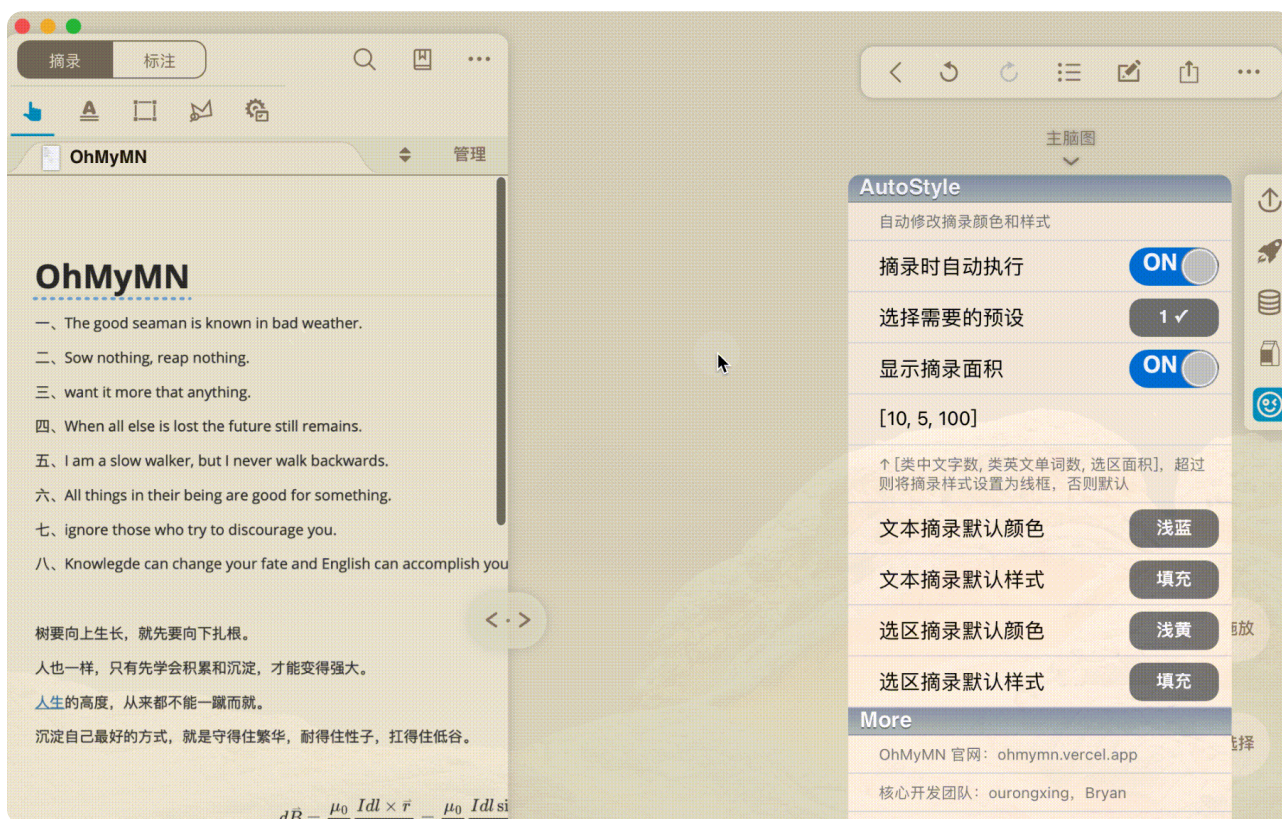 摘录
标注
OhMyMN
管理
OhMyMN
一、The good seaman is known in bad weather.
二、Sow nothing, reap nothing.
三、want it more that anything.
四、When all else is lost the future still remains.
五、I am a slow walker, but I never walk backwards.
六、All things in their being are good for something.
七、ignore those who try to discourage you.
八、Knowlegde can change your fate and English can accomplish you
树要向上生长，就先要向下扎根。
人也一样，只有先学会积累和沉淀，才能变得强大。
人生的高度，从来都不能一蹴而就。
沉淀自己最好的方式，就是守得住繁华，耐得住性子，扛得住低谷。
主脑图
AutoStyle
自动修改摘录颜色和样式
摘录时自动执行 ON
选择需要的预设 1 ✓
显示摘录面积 ON
[10, 5, 100]
↑ [类中文字数, 类英文单词数, 选区面积]，超过
则将摘录样式设置为线框，否则默认
文本摘录默认颜色 浅蓝
文本摘录默认样式 填充
选区摘录默认颜色 浅黄
选区摘录默认样式 填充
放
More
择
OhMyMN 官网：ohmymn.vercel.app
核心开发团队：ourongxing，Bryan